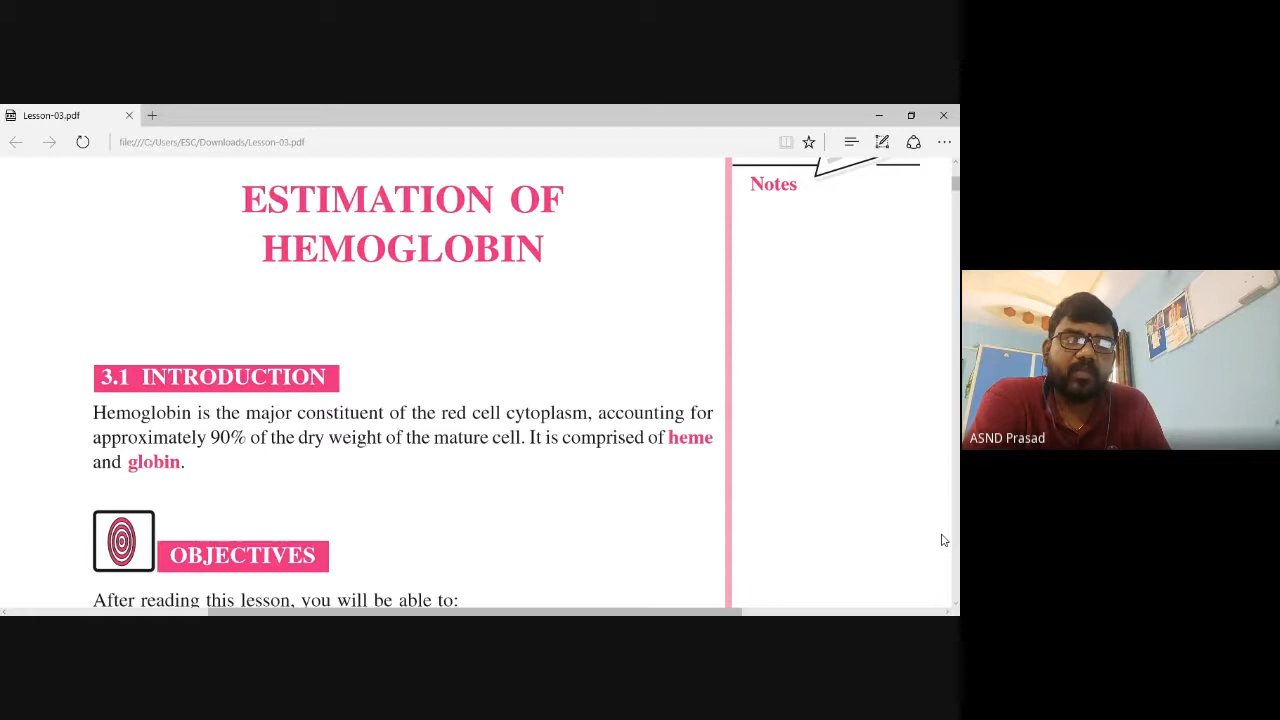 Lesson-03.pdf
file:///C:/Users/ESC/Downloads/Lesson-03.pdf
ESTIMATION OF
HEMOGLOBIN
Notes
3.1 INTRODUCTION
Hemoglobin is the major constituent of the red cell cytoplasm, accounting for
approximately 90% of the dry weight of the mature cell. It is comprised of heme
and globin.
OBJECTIVES
After reading this lesson, you will be able to:
ASND Prasad